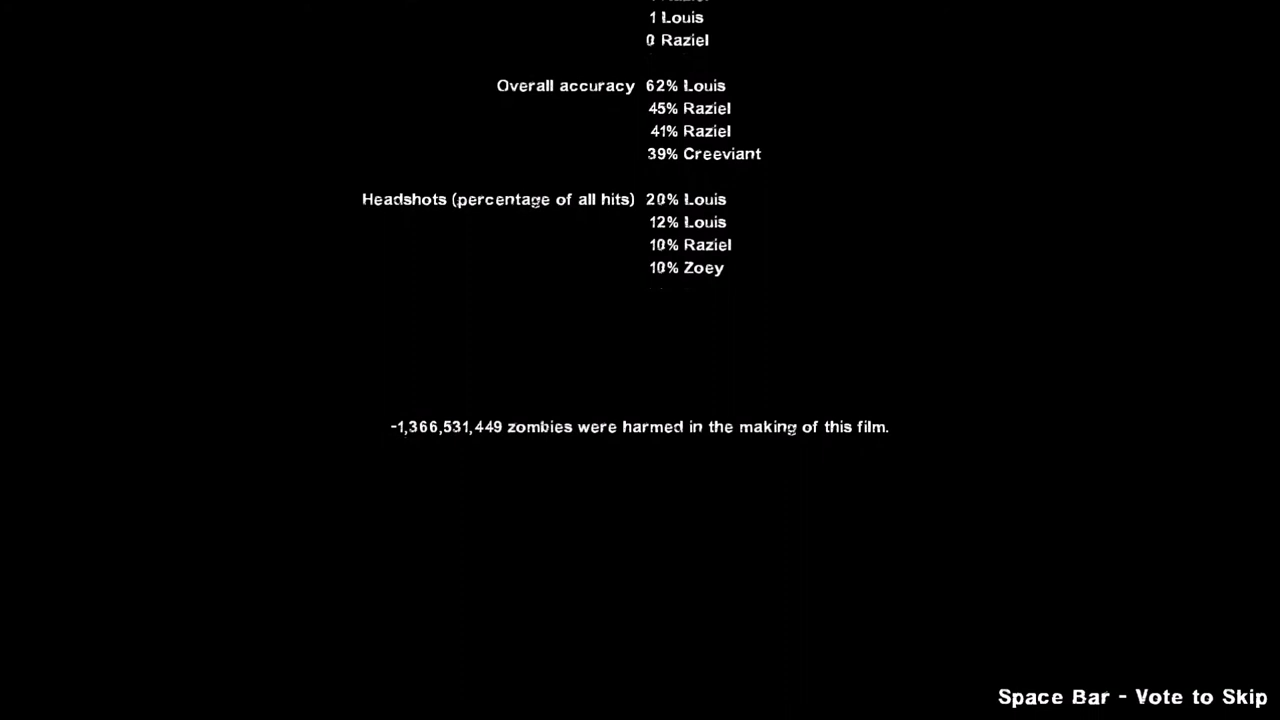 1 Louis
0 Raziel
Overall accuracy 62% Louis
45% Raziel
41% Raziel
39% Creeviant
Headshots (percentage of all hits) 20% Louis
12% Louis
10% Raziel
10% Zoey
-1,366,531,449 zombies were harmed in the making of this film.
Space Bar - Vote to Skip